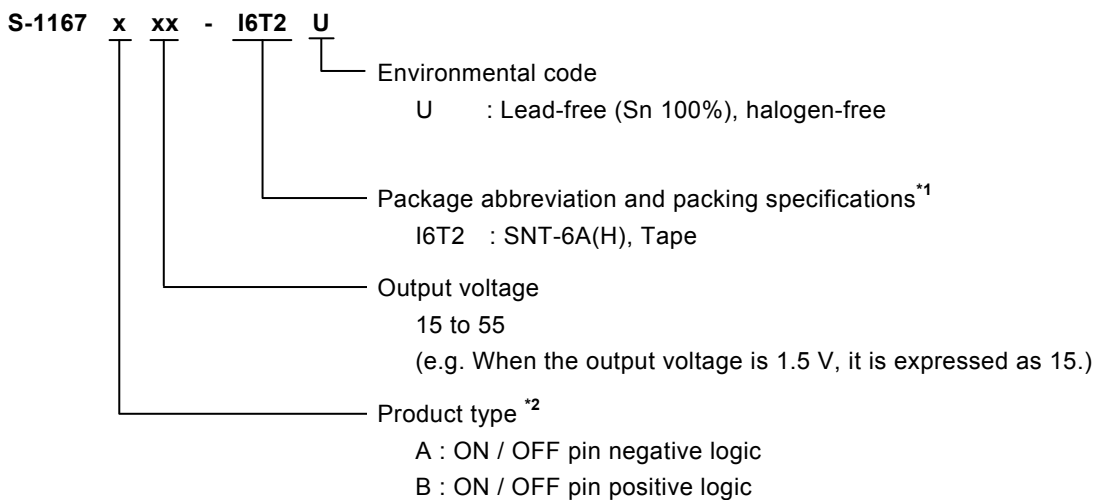 S-1167 x xx - I6T2 U
Environmental code
U : Lead-free (Sn 100%), halogen-free
Package abbreviation and packing specifications*1
I6T2 : SNT-6A(H), Tape
Output voltage
15 to 55
(e.g. When the output voltage is 1.5 V, it is expressed as 15.)
Product type *2
A : ON / OFF pin negative logic
B : ON / OFF pin positive logic